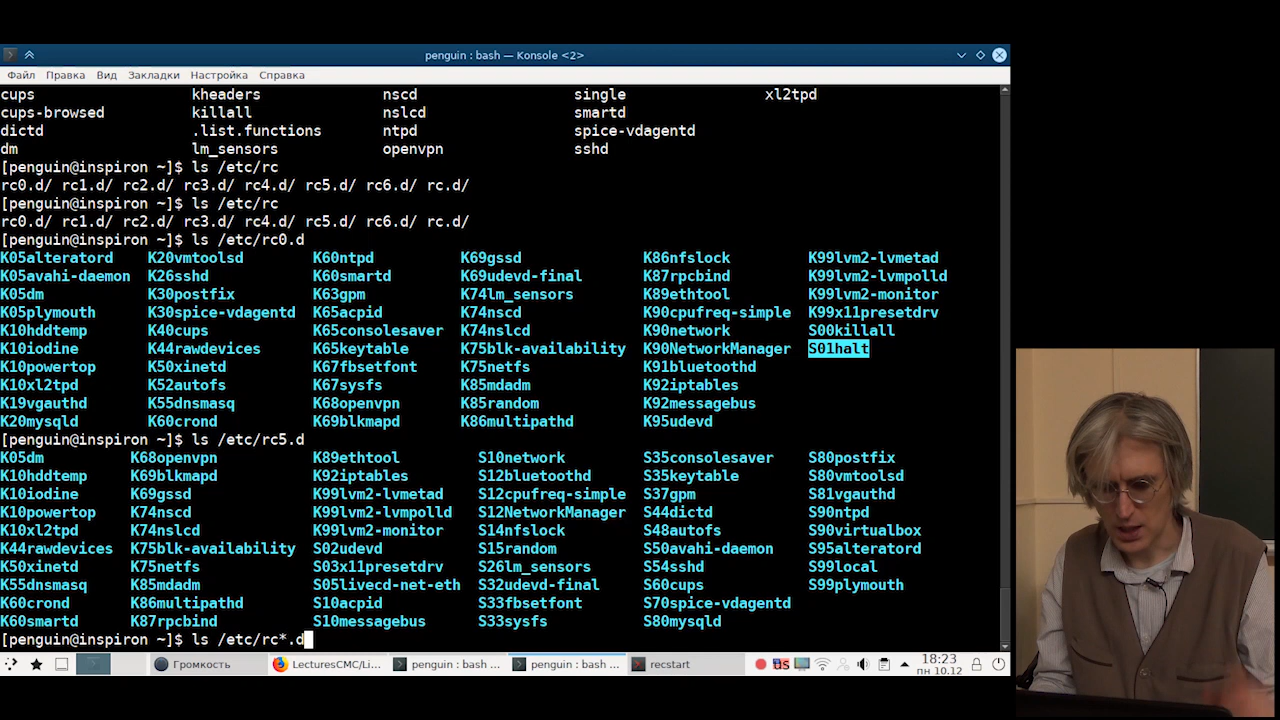 penguin : bash — Konsole <2>
Файл Правка Вид Закладки Настройка Справка
cups kheaders nscd single xl2tpd
cups-browsed killall nslcd smartd
dictd .list.functions ntpd spice-vdagentd
dm lm_sensors openvpn sshd
[penguin@inspiron ~]$ ls /etc/rc
rc0.d/ rc1.d/ rc2.d/ rc3.d/ rc4.d/ rc5.d/ rc6.d/ rc.d/
[penguin@inspiron ~]$ ls /etc/rc
rc0.d/ rc1.d/ rc2.d/ rc3.d/ rc4.d/ rc5.d/ rc6.d/ rc.d/
[penguin@inspiron ~]$ ls /etc/rc0.d
K05alteratord K20vmtoolsd K60ntpd K69gssd K86nfslock K99lvm2-lvmetad
K05avahi-daemon K26sshd K60smartd K69udevd-final K87rpcbind K99lvm2-lvmpolld
K05dm K30postfix K63gpm K74lm_sensors K89ethtool K99lvm2-monitor
K05plymouth K30spice-vdagentd K65acpid K74nscd K90cpufreq-simple K99x11presetdrv
K10hddtemp K40cups K65consolesaver K74nslcd K90network S00killall
K10iodine K44rawdevices K65keytable K75blk-availability K90NetworkManager S01halt
K10powertop K50xinetd K67fbsetfont K75netfs K91bluetoothd
K10xl2tpd K52autofs K67sysfs K85mdadm K92iptables
K19vgauthd K55dnsmasq K68openvpn K85random K92messagebus
K20mysqld K60crond K69blkmapd K86multipathd K95udevd
[penguin@inspiron ~]$ ls /etc/rc5.d
K05dm K68openvpn K89ethtool S10network S35consolesaver S80postfix
K10hddtemp K69blkmapd K92iptables S12bluetoothd S35keytable S80vmtoolsd
K10iodine K69gssd K99lvm2-lvmetad S12cpufreq-simple S37gpm S81vgauthd
K10powertop K74nscd K99lvm2-lvmpolld S12NetworkManager S44dictd S90ntpd
K10xl2tpd K74nslcd K99lvm2-monitor S14nfslock S48autofs S90virtualbox
K44rawdevices K75blk-availability S02udevd S15random S50avahi-daemon S95alteratord
K50xinetd K75netfs S03x11presetdrv S26lm_sensors S54sshd S99local
K55dnsmasq K85mdadm S05livecd-net-eth S32udevd-final S60cups S99plymouth
K60crond K86multipathd S10acpid S33fbsetfont S70spice-vdagentd
K60smartd K87rpcbind S10messagebus S33sysfs S80mysqld
[penguin@inspiron ~]$ ls /etc/rc*.d
Громкость LecturesCMC/Li... penguin : bash ... penguin : bash ... recstart US 18:23
пн 10.12